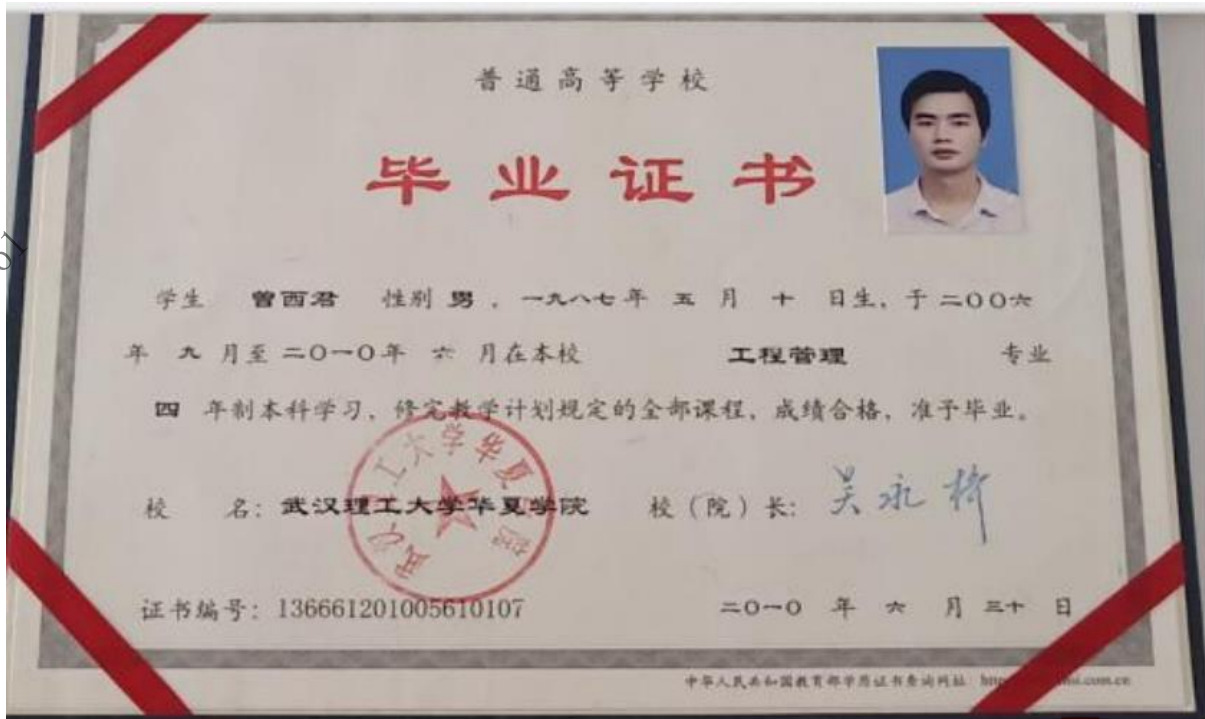 普通高等学校
毕业证书
学生 曾西君 性别 男，一九八七年 五 月 十 日生，于二〇〇六
年 九 月至二〇一〇年 六 月在本校 工程管理 专业
四 年制本科学习，修完教学计划规定的全部课程，成绩合格，准予毕业。
校 名：武汉理工大学华夏学院 校（院）长：
证书编号：136661201005610107 二〇一〇 年 六 月 三十 日
中华人民共和国教育部学历证书查询网址